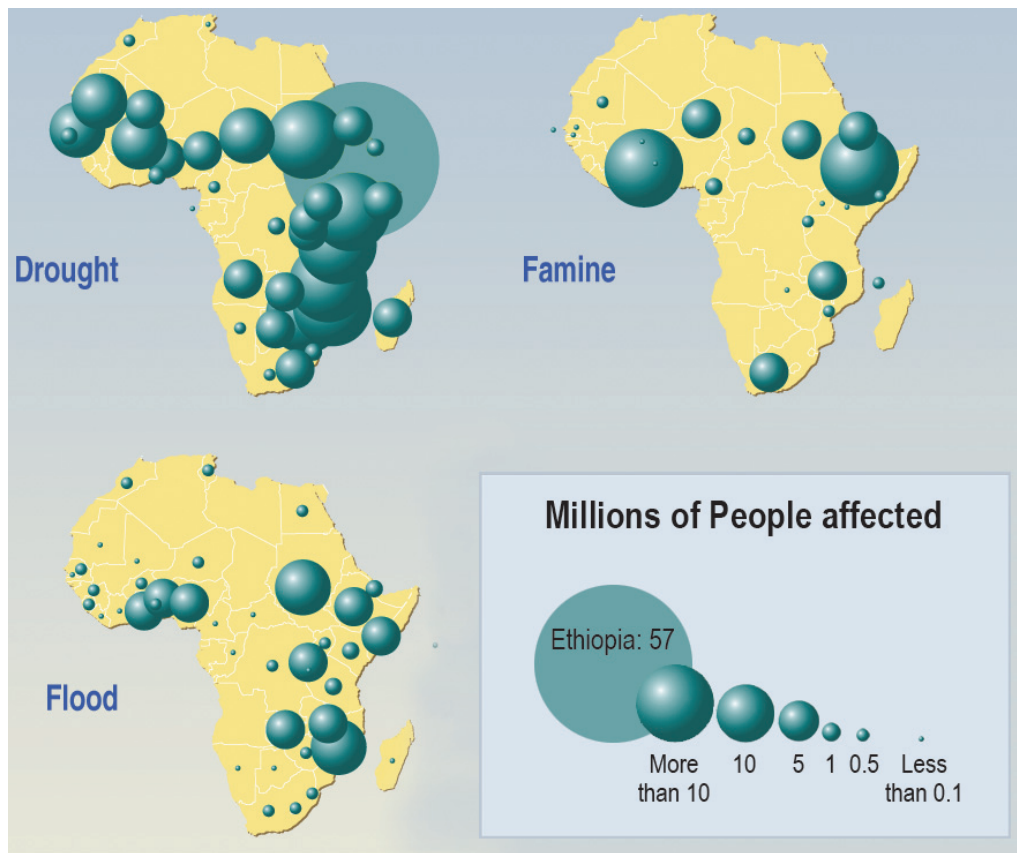 Drought
Famine
Flood
Millions of People affected
Ethiopia: 57
More than 10
10
5
1
0.5
Less than 0.1